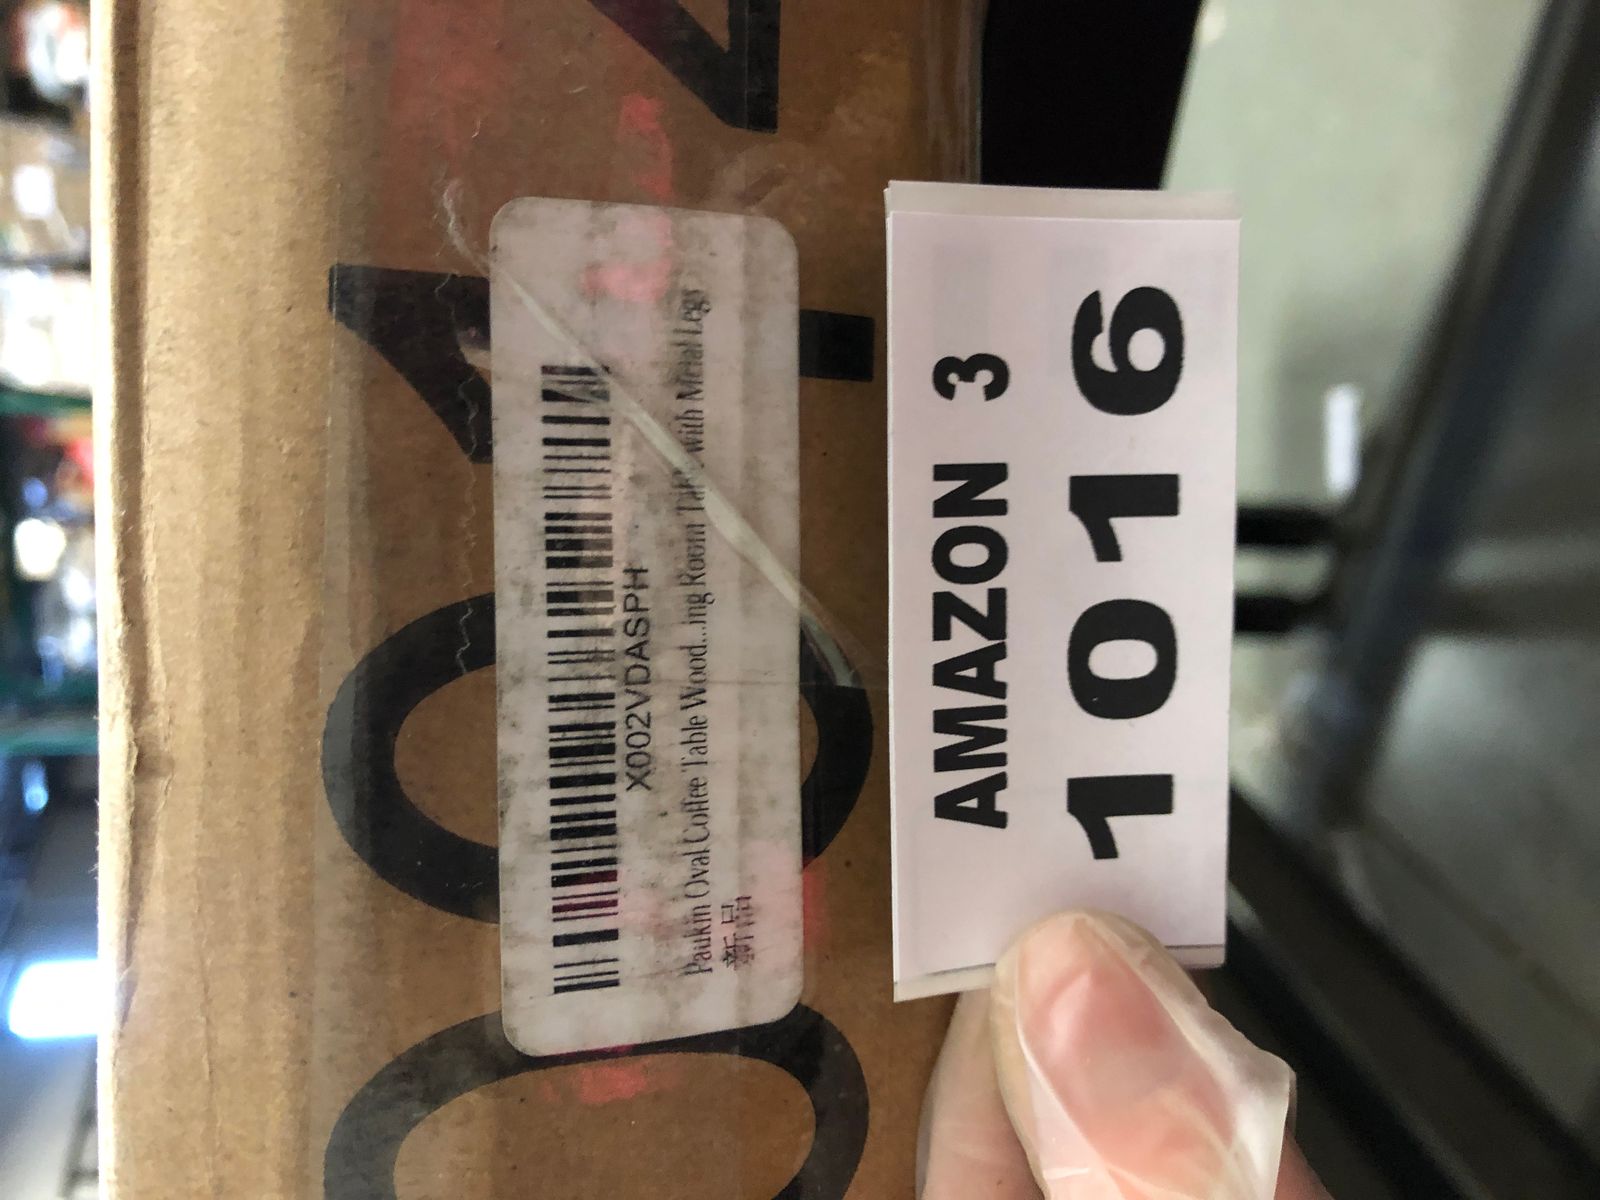 X002VDASPH
Paukin Oval Coffee Table Wood...ing Room Table with Metal Legs
新品
AMAZON 3
1016